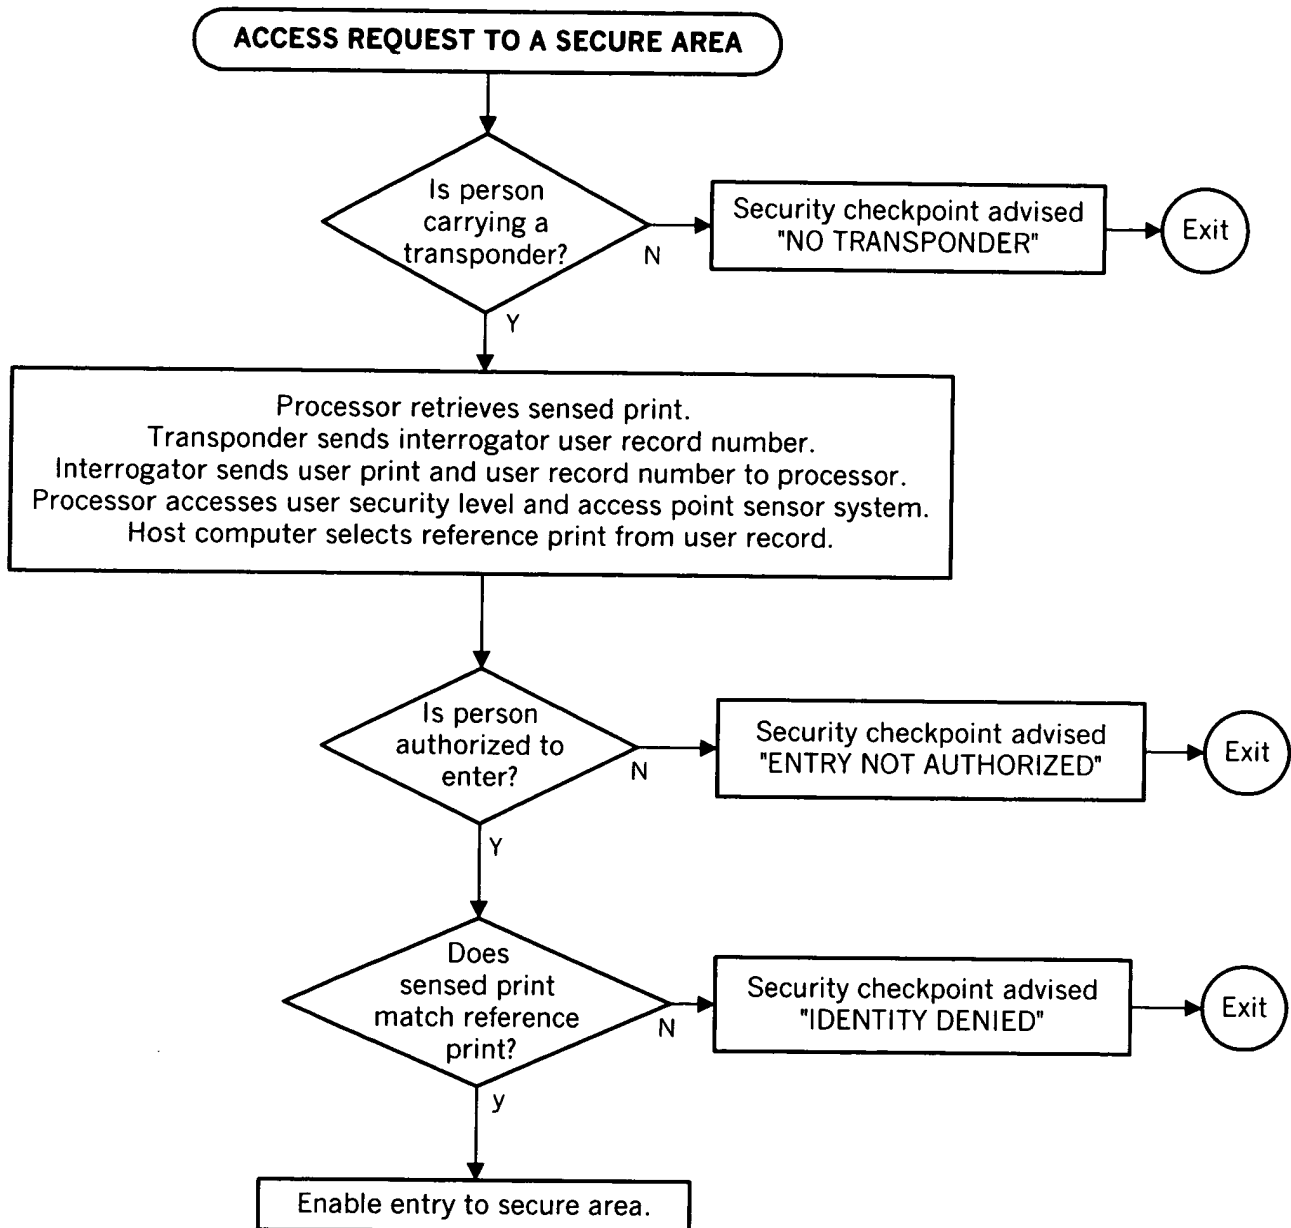 ACCESS REQUEST TO A SECURE AREA
Is person
carrying a
transponder?
N
Security checkpoint advised
"NO TRANSPONDER"
Exit
Y
Processor retrieves sensed print.
Transponder sends interrogator user record number.
Interrogator sends user print and user record number to processor.
Processor accesses user security level and access point sensor system.
Host computer selects reference print from user record.
Is person
authorized to
enter?
N
Security checkpoint advised
"ENTRY NOT AUTHORIZED"
Exit
Y
Does
sensed print
match reference
print?
N
Security checkpoint advised
"IDENTITY DENIED"
Exit
y
Enable entry to secure area.